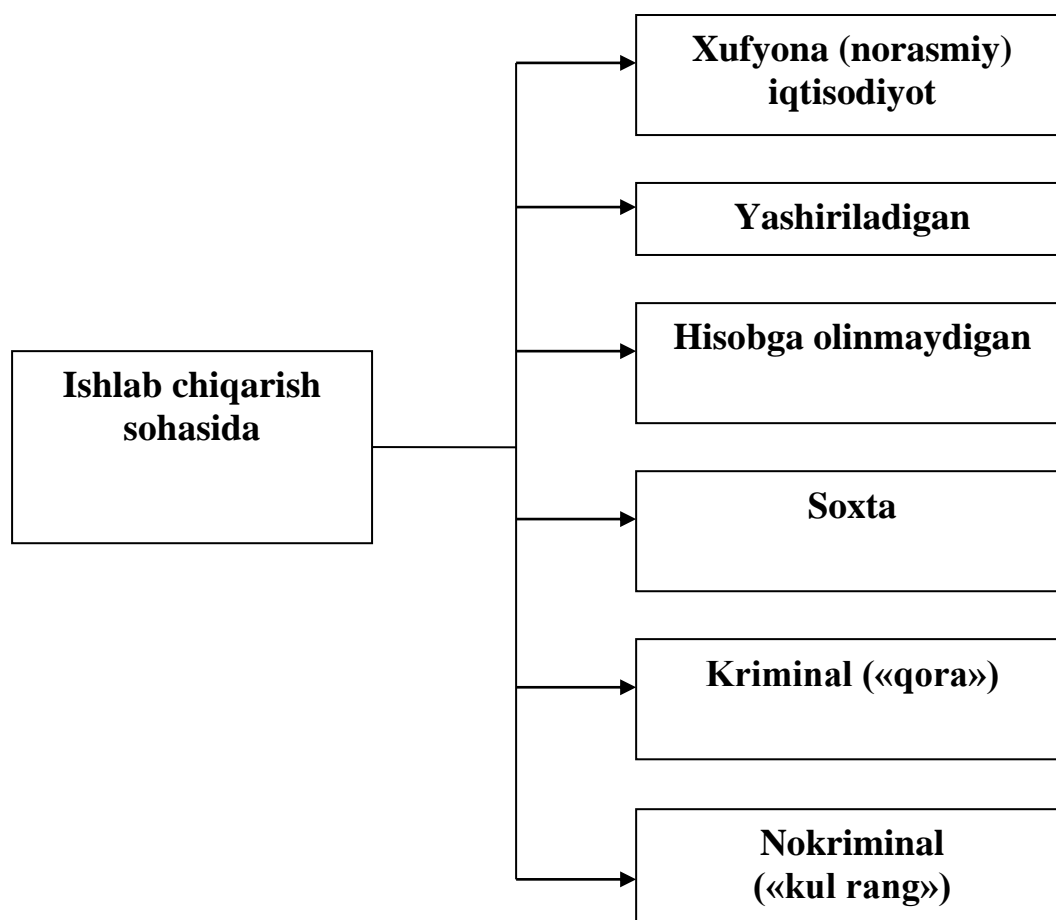 Xufyona (norasmiy)
iqtisodiyot
Yashiriladigan
Hisobga olinmaydigan
Ishlab chiqarish
sohasida
Soxta
Kriminal («qora»)
Nokriminal
(«kul rang»)